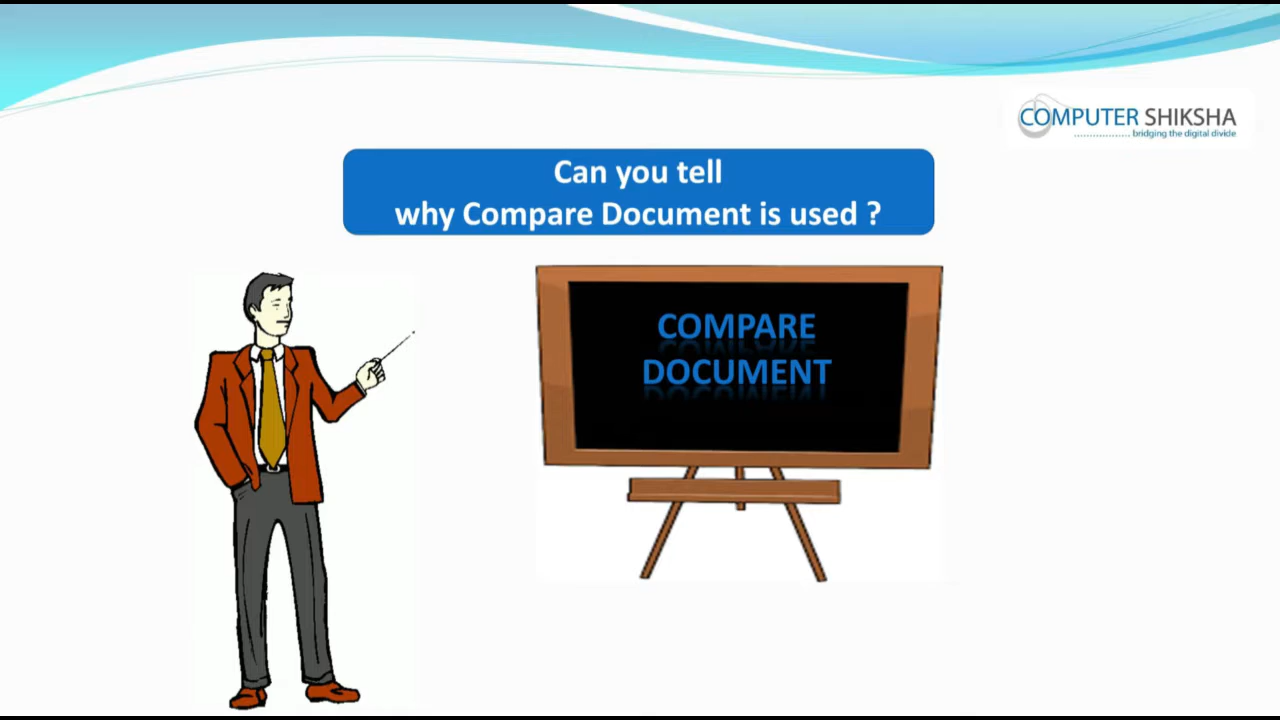 COMPUTER SHIKSHA
.................. bridging the digital divide
Can you tell
why Compare Document is used ?
COMPARE
DOCUMENT